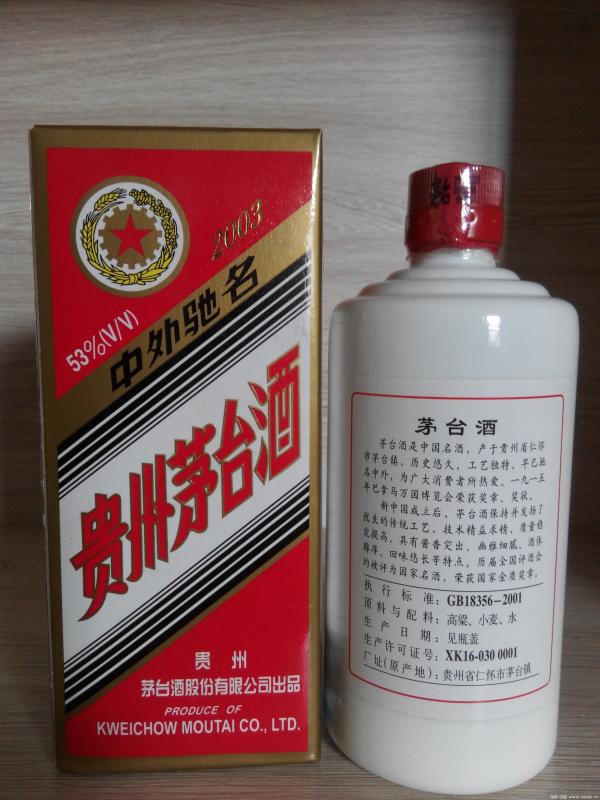 2003
53%(V/V)
中外驰名
贵州茅台酒
贵州
茅台酒股份有限公司出品
PRODUCE OF
KWEICHOW MOUTAI CO., LTD.
茅台
茅台酒
茅台酒是中国名酒，产于贵州省仁怀
市茅台镇，历史悠久，工艺独特，早已驰
名中外，为广大消费者所热爱。一九一五
年巴拿马万国博览会荣获奖章、奖状。
新中国成立后，茅台酒保持并发扬了
优良的传统工艺，技术精益求精，质量稳
定提高，具有酱香突出、幽雅细腻、酒体
醇厚、回味悠长等特点。历届全国评酒会
均被评为国家名酒，荣获国家金质奖章。
执行标准：GB18356-2001
原料与配料：高粱、小麦、水
生产日期：见瓶盖
生产许可证号：XK16-030 0001
厂址(原产地)：贵州省仁怀市茅台镇